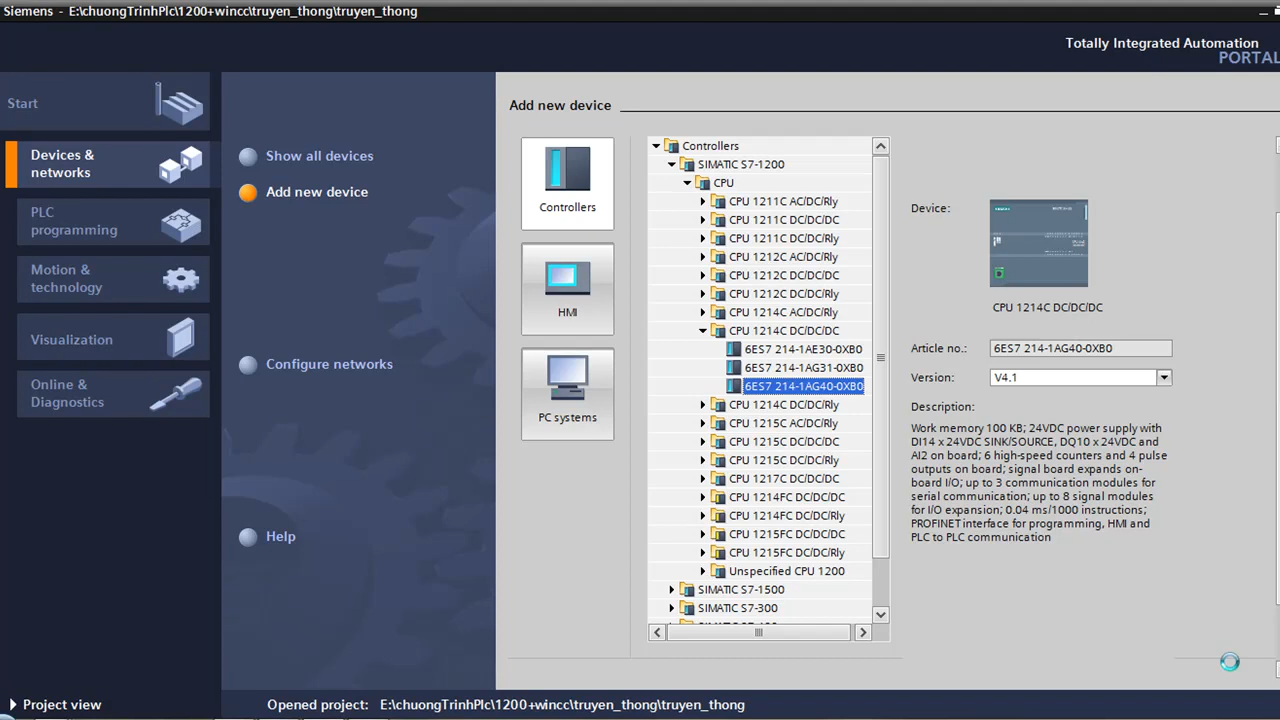 Siemens - E:\chuongTrinhPlc\1200+wincc\truyen_thong\truyen_thong
Totally Integrated Automation
PORTAL
Start
Devices &
networks
PLC
programming
Motion &
technology
Visualization
Online &
Diagnostics
Show all devices
Add new device
Configure networks
Help
Add new device
Controllers
HMI
PC systems
Controllers
SIMATIC S7-1200
CPU
CPU 1211C AC/DC/Rly
CPU 1211C DC/DC/DC
CPU 1211C DC/DC/Rly
CPU 1212C AC/DC/Rly
CPU 1212C DC/DC/DC
CPU 1212C DC/DC/Rly
CPU 1214C AC/DC/Rly
CPU 1214C DC/DC/DC
6ES7 214-1AE30-0XB0
6ES7 214-1AG31-0XB0
6ES7 214-1AG40-0XB0
CPU 1214C DC/DC/Rly
CPU 1215C AC/DC/Rly
CPU 1215C DC/DC/DC
CPU 1215C DC/DC/Rly
CPU 1217C DC/DC/DC
CPU 1214FC DC/DC/DC
CPU 1214FC DC/DC/Rly
CPU 1215FC DC/DC/DC
CPU 1215FC DC/DC/Rly
Unspecified CPU 1200
SIMATIC S7-1500
SIMATIC S7-300
Device:
CPU 1214C DC/DC/DC
Article no.: 6ES7 214-1AG40-0XB0
Version: V4.1
Description:
Work memory 100 KB; 24VDC power supply with
DI14 x 24VDC SINK/SOURCE, DQ10 x 24VDC and
AI2 on board; 6 high-speed counters and 4 pulse
outputs on board; signal board expands on-
board I/O; up to 3 communication modules for
serial communication; up to 8 signal modules
for I/O expansion; 0.04 ms/1000 instructions;
PROFINET interface for programming, HMI and
PLC to PLC communication
Project view
Opened project: E:\chuongTrinhPlc\1200+wincc\truyen_thong\truyen_thong